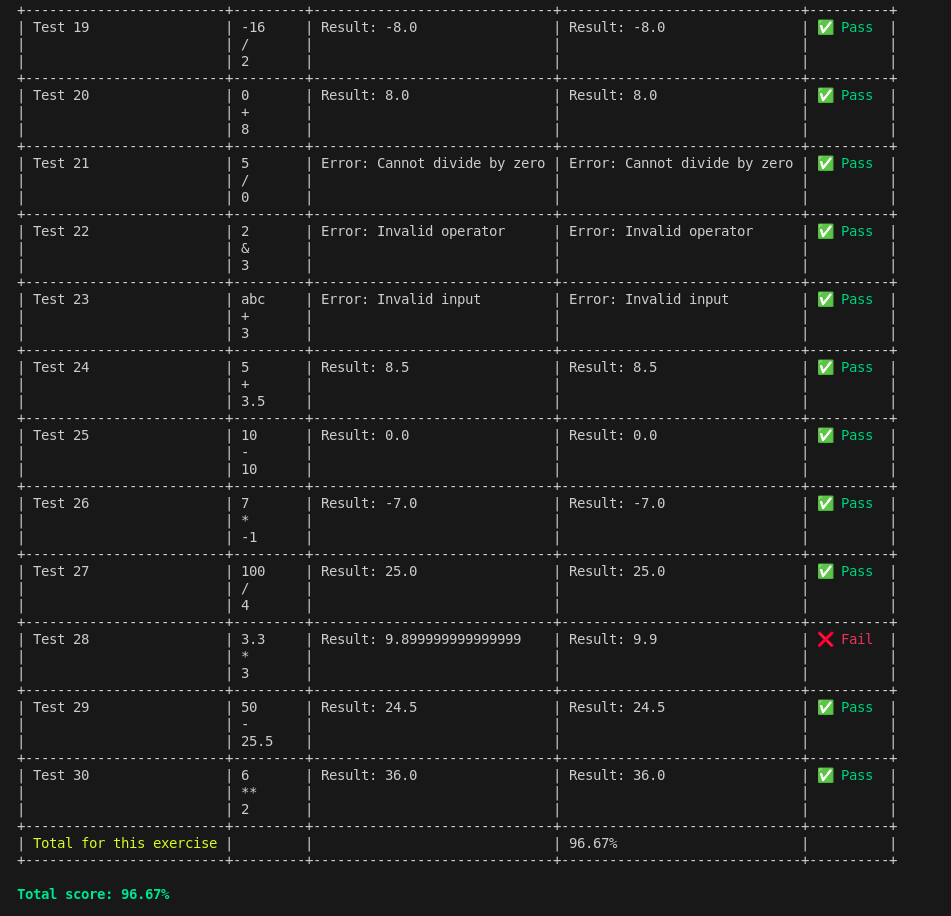 +-------------------------+---------+------------------------------+------------------------------+----------+
| Test 19 | -16 | Result: -8.0 | Result: -8.0 | ✅ Pass |
| | / | | | |
| | 2 | | | |
+-------------------------+---------+------------------------------+------------------------------+----------+
| Test 20 | 0 | Result: 8.0 | Result: 8.0 | ✅ Pass |
| | + | | | |
| | 8 | | | |
+-------------------------+---------+------------------------------+------------------------------+----------+
| Test 21 | 5 | Error: Cannot divide by zero | Error: Cannot divide by zero | ✅ Pass |
| | / | | | |
| | 0 | | | |
+-------------------------+---------+------------------------------+------------------------------+----------+
| Test 22 | 2 | Error: Invalid operator | Error: Invalid operator | ✅ Pass |
| | & | | | |
| | 3 | | | |
+-------------------------+---------+------------------------------+------------------------------+----------+
| Test 23 | abc | Error: Invalid input | Error: Invalid input | ✅ Pass |
| | + | | | |
| | 3 | | | |
+-------------------------+---------+------------------------------+------------------------------+----------+
| Test 24 | 5 | Result: 8.5 | Result: 8.5 | ✅ Pass |
| | + | | | |
| | 3.5 | | | |
+-------------------------+---------+------------------------------+------------------------------+----------+
| Test 25 | 10 | Result: 0.0 | Result: 0.0 | ✅ Pass |
| | - | | | |
| | 10 | | | |
+-------------------------+---------+------------------------------+------------------------------+----------+
| Test 26 | 7 | Result: -7.0 | Result: -7.0 | ✅ Pass |
| | * | | | |
| | -1 | | | |
+-------------------------+---------+------------------------------+------------------------------+----------+
| Test 27 | 100 | Result: 25.0 | Result: 25.0 | ✅ Pass |
| | / | | | |
| | 4 | | | |
+-------------------------+---------+------------------------------+------------------------------+----------+
| Test 28 | 3.3 | Result: 9.899999999999999 | Result: 9.9 | ❌ Fail |
| | * | | | |
| | 3 | | | |
+-------------------------+---------+------------------------------+------------------------------+----------+
| Test 29 | 50 | Result: 24.5 | Result: 24.5 | ✅ Pass |
| | - | | | |
| | 25.5 | | | |
+-------------------------+---------+------------------------------+------------------------------+----------+
| Test 30 | 6 | Result: 36.0 | Result: 36.0 | ✅ Pass |
| | ** | | | |
| | 2 | | | |
+-------------------------+---------+------------------------------+------------------------------+----------+
| Total for this exercise | | | 96.67% | |
+-------------------------+---------+------------------------------+------------------------------+----------+
Total score: 96.67%